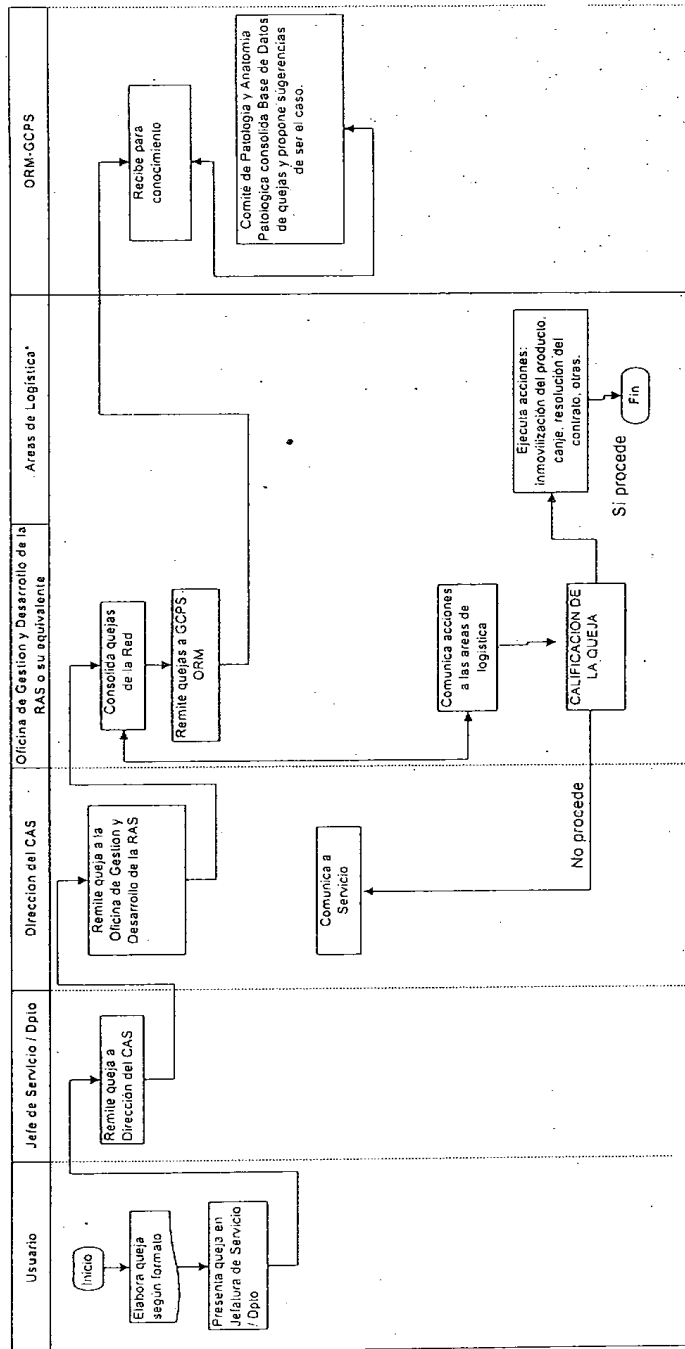 Usuario
Jefe de Servicio / Dpto
Direccion del CAS
Oficina de Gestion y Desarrollo de la
RAS o su equivalente
Areas de Logística*
ORM-GCPS
Inicio
Elabora queja
según formato
Presenta queja en
Jefatura de Servicio
/ Dpto
Remite queja a
Dirección del CAS
Remite queja a la
Oficina de Gestion y
Desarrollo de la RAS
Comunica a
Servicio
Consolida quejas
de la Red
Remite quejas a GCPS -
ORM
Comunica acciones
a las areas de
logistica
CALIFICACION DE
LA QUEJA
No procede
Si procede
Ejecuta acciones:
inmovilización del producto,
canje, resolución del
contrato, otras.
Fin
Recibe para
conocimiento
Comité de Patología y Anatomia
Patologica consolida Base de Datos
de quejas y propone sugerencias
de ser el caso.